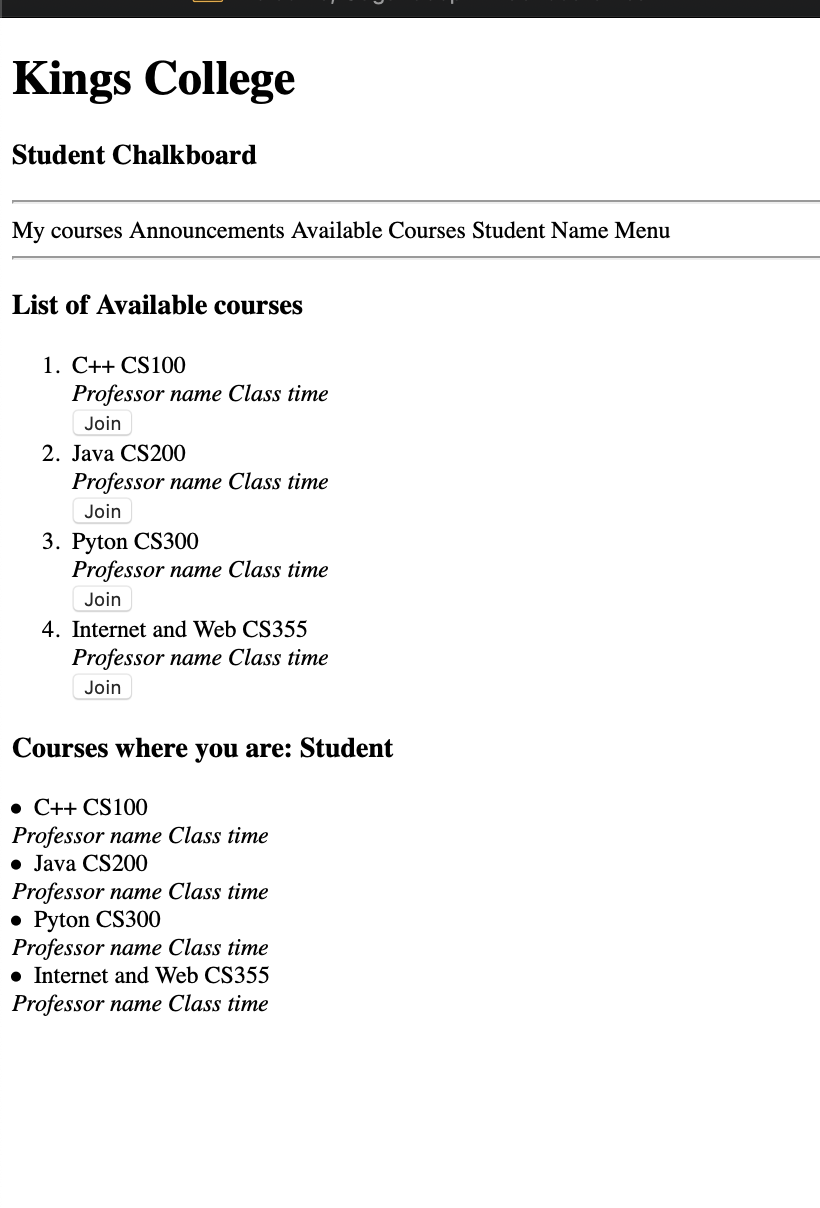 Kings College
Student Chalkboard
My courses Announcements Available Courses Student Name Menu
List of Available courses
1. C++ CS100
Professor name Class time
Join
2. Java CS200
Professor name Class time
Join
3. Pyton CS300
Professor name Class time
Join
4. Internet and Web CS355
Professor name Class time
Join
Courses where you are: Student
• C++ CS100
Professor name Class time
• Java CS200
Professor name Class time
• Pyton CS300
Professor name Class time
• Internet and Web CS355
Professor name Class time